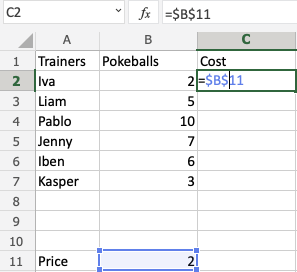 C2 fx =$B$11
A B C
1 Trainers Pokeballs Cost
2 Iva 2 =$B$11
3 Liam 5
4 Pablo 10
5 Jenny 7
6 Iben 6
7 Kasper 3
8
9
10
11 Price 2